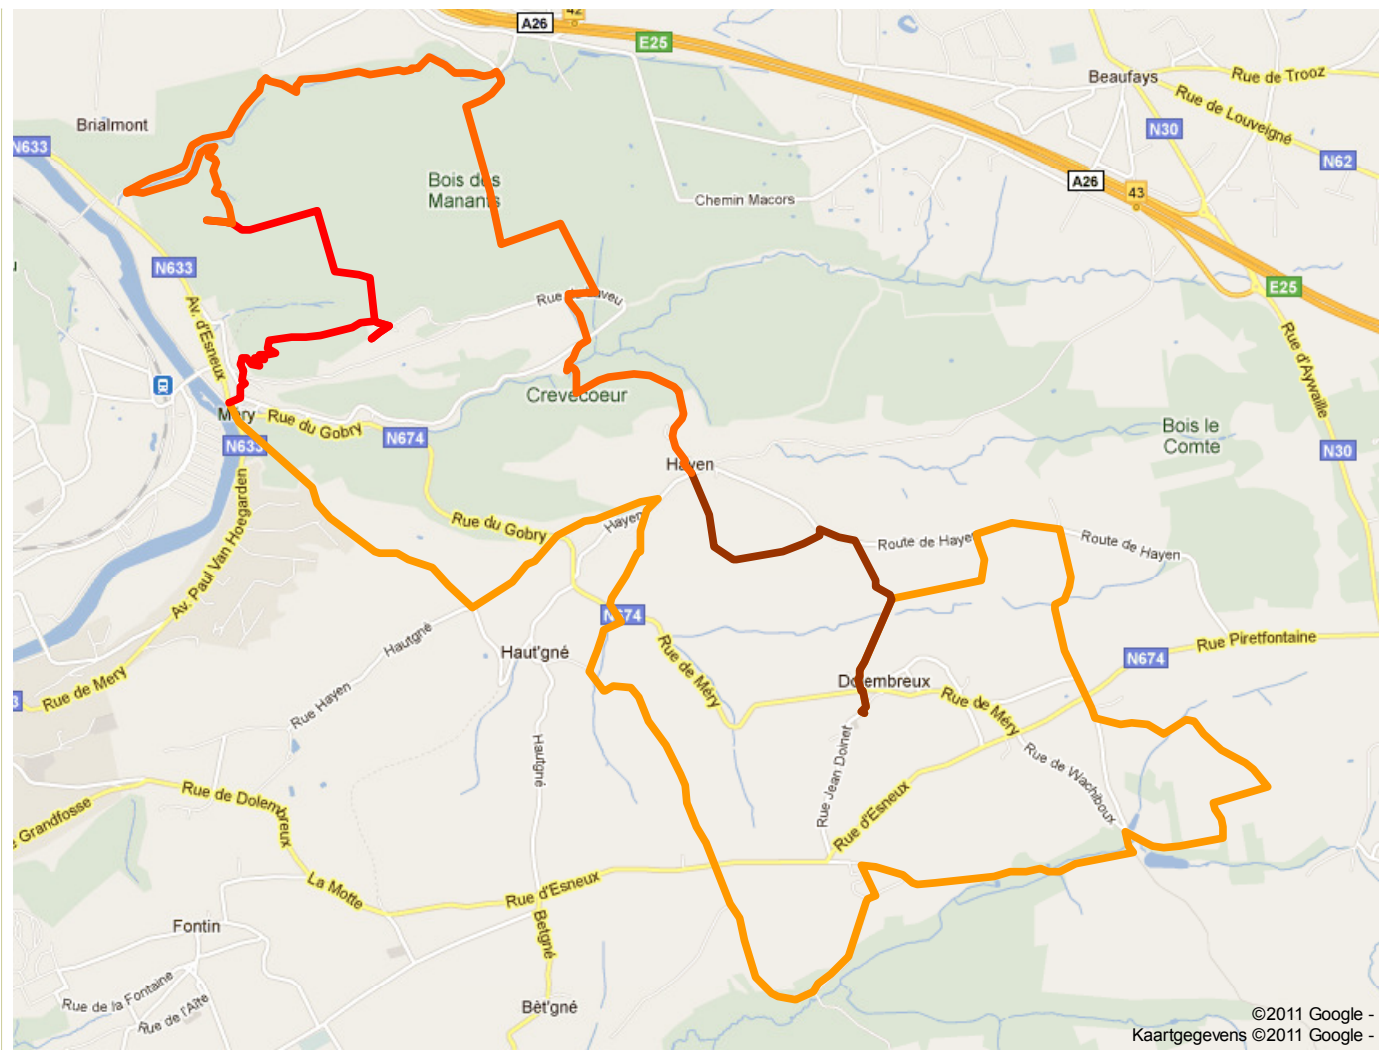 42
A26
E25
Beaufays
Rue de Trooz
Rue de Louveigné
N30
N62
Brialmont
N633
A26
43
Bois des
Manants
Chemin Macors
N633
E25
Av. d'Esneux
Rue d'Aywaille
Crevecoeur
Méry
Rue du Gobry
N674
N633
Bois le
Comte
N30
Hayen
Rue du Gobry
Hayen
Route de Haye
Route de Hayen
Av. Paul Van Hoegarden
N674
Hautgné
Haut'gné
Rue de Méry
Rue Piretfontaine
N674
Rue de Mery
Rue Hayen
Dolembreux
Rue de Méry
Hautgné
Rue Jean Doinet
Rue de Wachiboux
Rue d'Esneux
Rue de Dolembreux
Grandfosse
La Motte
Rue d'Esneux
Betgné
Fontin
Rue de la Fontaine
Rue de l'Aîte
Bèt'gné
©2011 Google -
Kaartgegevens ©2011 Google -